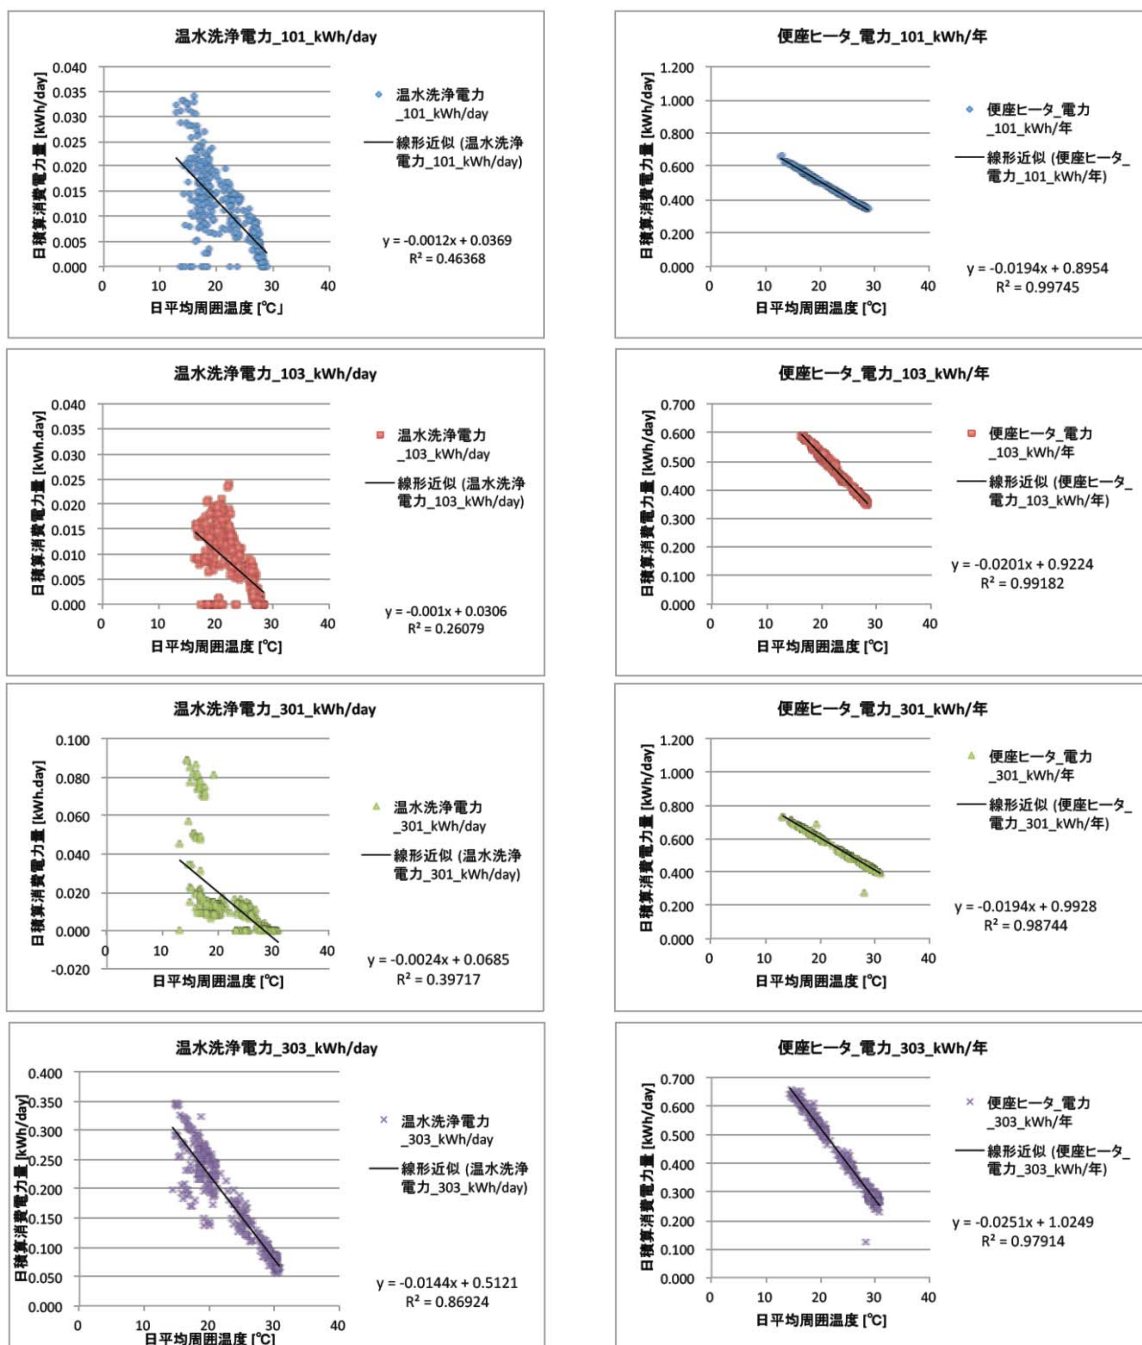 温水洗浄電力_101_kWh/day
日積算消費電力量 [kWh/day]
0.040
0.035
0.030
0.025
0.020
0.015
0.010
0.005
0.000
0 10 20 30 40
日平均周囲温度 [℃」
温水洗浄電力
_101_kWh/day
線形近似 (温水洗浄
電力_101_kWh/day)
y = -0.0012x + 0.0369
R² = 0.46368
便座ヒータ_電力_101_kWh/年
日積算消費電力量 [kWh/day]
1.200
1.000
0.800
0.600
0.400
0.200
0.000
0 10 20 30 40
日平均周囲温度 [℃]
便座ヒータ_電力
_101_kWh/年
線形近似 (便座ヒータ_
電力_101_kWh/年)
y = -0.0194x + 0.8954
R² = 0.99745
温水洗浄電力_103_kWh/day
日積算消費電力量 [kWh.day]
0.040
0.035
0.030
0.025
0.020
0.015
0.010
0.005
0.000
0 10 20 30 40
日平均周囲温度 [℃]
温水洗浄電力
_103_kWh/day
線形近似 (温水洗浄
電力_103_kWh/day)
y = -0.001x + 0.0306
R² = 0.26079
便座ヒータ_電力_103_kWh/年
日積算消費電力量 [kWh/day]
0.700
0.600
0.500
0.400
0.300
0.200
0.100
0.000
0 10 20 30 40
日平均周囲温度 [℃]
便座ヒータ_電力
_103_kWh/年
線形近似 (便座ヒータ_
電力_103_kWh/年)
y = -0.0201x + 0.9224
R² = 0.99182
温水洗浄電力_301_kWh/day
日積算消費電力量 [kWh.day]
0.100
0.080
0.060
0.040
0.020
0.000
-0.020
0 10 20 30 40
日平均周囲温度 [℃]
温水洗浄電力
_301_kWh/day
線形近似 (温水洗浄
電力_301_kWh/day)
y = -0.0024x + 0.0685
R² = 0.39717
便座ヒータ_電力_301_kWh/年
日積算消費電力量 [kWh/day]
1.200
1.000
0.800
0.600
0.400
0.200
0.000
0 10 20 30 40
日平均周囲温度 [℃]
便座ヒータ_電力
_301_kWh/年
線形近似 (便座ヒータ_
電力_301_kWh/年)
y = -0.0194x + 0.9928
R² = 0.98744
温水洗浄電力_303_kWh/day
日積算消費電力量 [kWh/day]
0.400
0.350
0.300
0.250
0.200
0.150
0.100
0.050
0.000
0 10 20 30 40
日平均周囲温度 [℃]
温水洗浄電力
_303_kWh/day
線形近似 (温水洗浄
電力_303_kWh/day)
y = -0.0144x + 0.5121
R² = 0.86924
便座ヒータ_電力_303_kWh/年
日積算消費電力量 [kWh/day]
0.700
0.600
0.500
0.400
0.300
0.200
0.100
0.000
0 10 20 30 40
日平均周囲温度 [℃]
便座ヒータ_電力
_303_kWh/年
線形近似 (便座ヒータ_
電力_303_kWh/年)
y = -0.0251x + 1.0249
R² = 0.97914